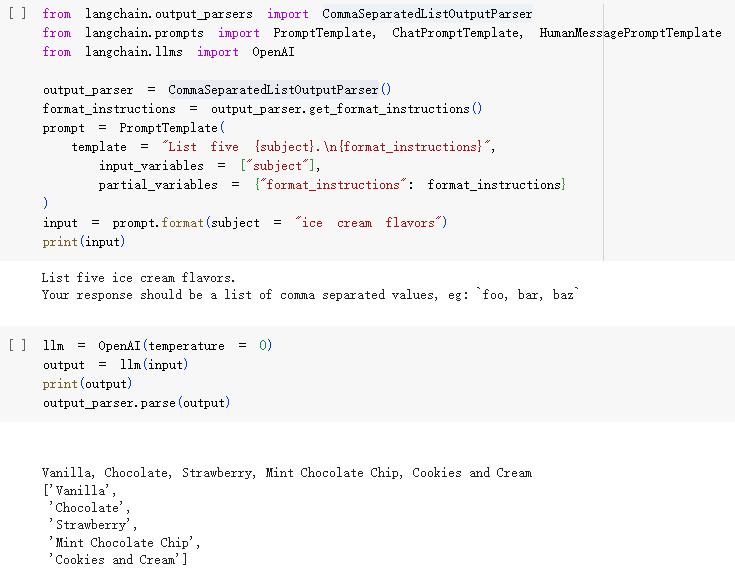 [ ] from langchain.output_parsers import CommaSeparatedListOutputParser
from langchain.prompts import PromptTemplate, ChatPromptTemplate, HumanMessagePromptTemplate
from langchain.llms import OpenAI
output_parser = CommaSeparatedListOutputParser()
format_instructions = output_parser.get_format_instructions()
prompt = PromptTemplate(
template = "List five {subject}.\n{format_instructions}",
input_variables = ["subject"],
partial_variables = {"format_instructions": format_instructions}
)
input = prompt.format(subject = "ice cream flavors")
print(input)
List five ice cream flavors.
Your response should be a list of comma separated values, eg: `foo, bar, baz`
[ ] llm = OpenAI(temperature = 0)
output = llm(input)
print(output)
output_parser.parse(output)
Vanilla, Chocolate, Strawberry, Mint Chocolate Chip, Cookies and Cream
['Vanilla',
'Chocolate',
'Strawberry',
'Mint Chocolate Chip',
'Cookies and Cream']